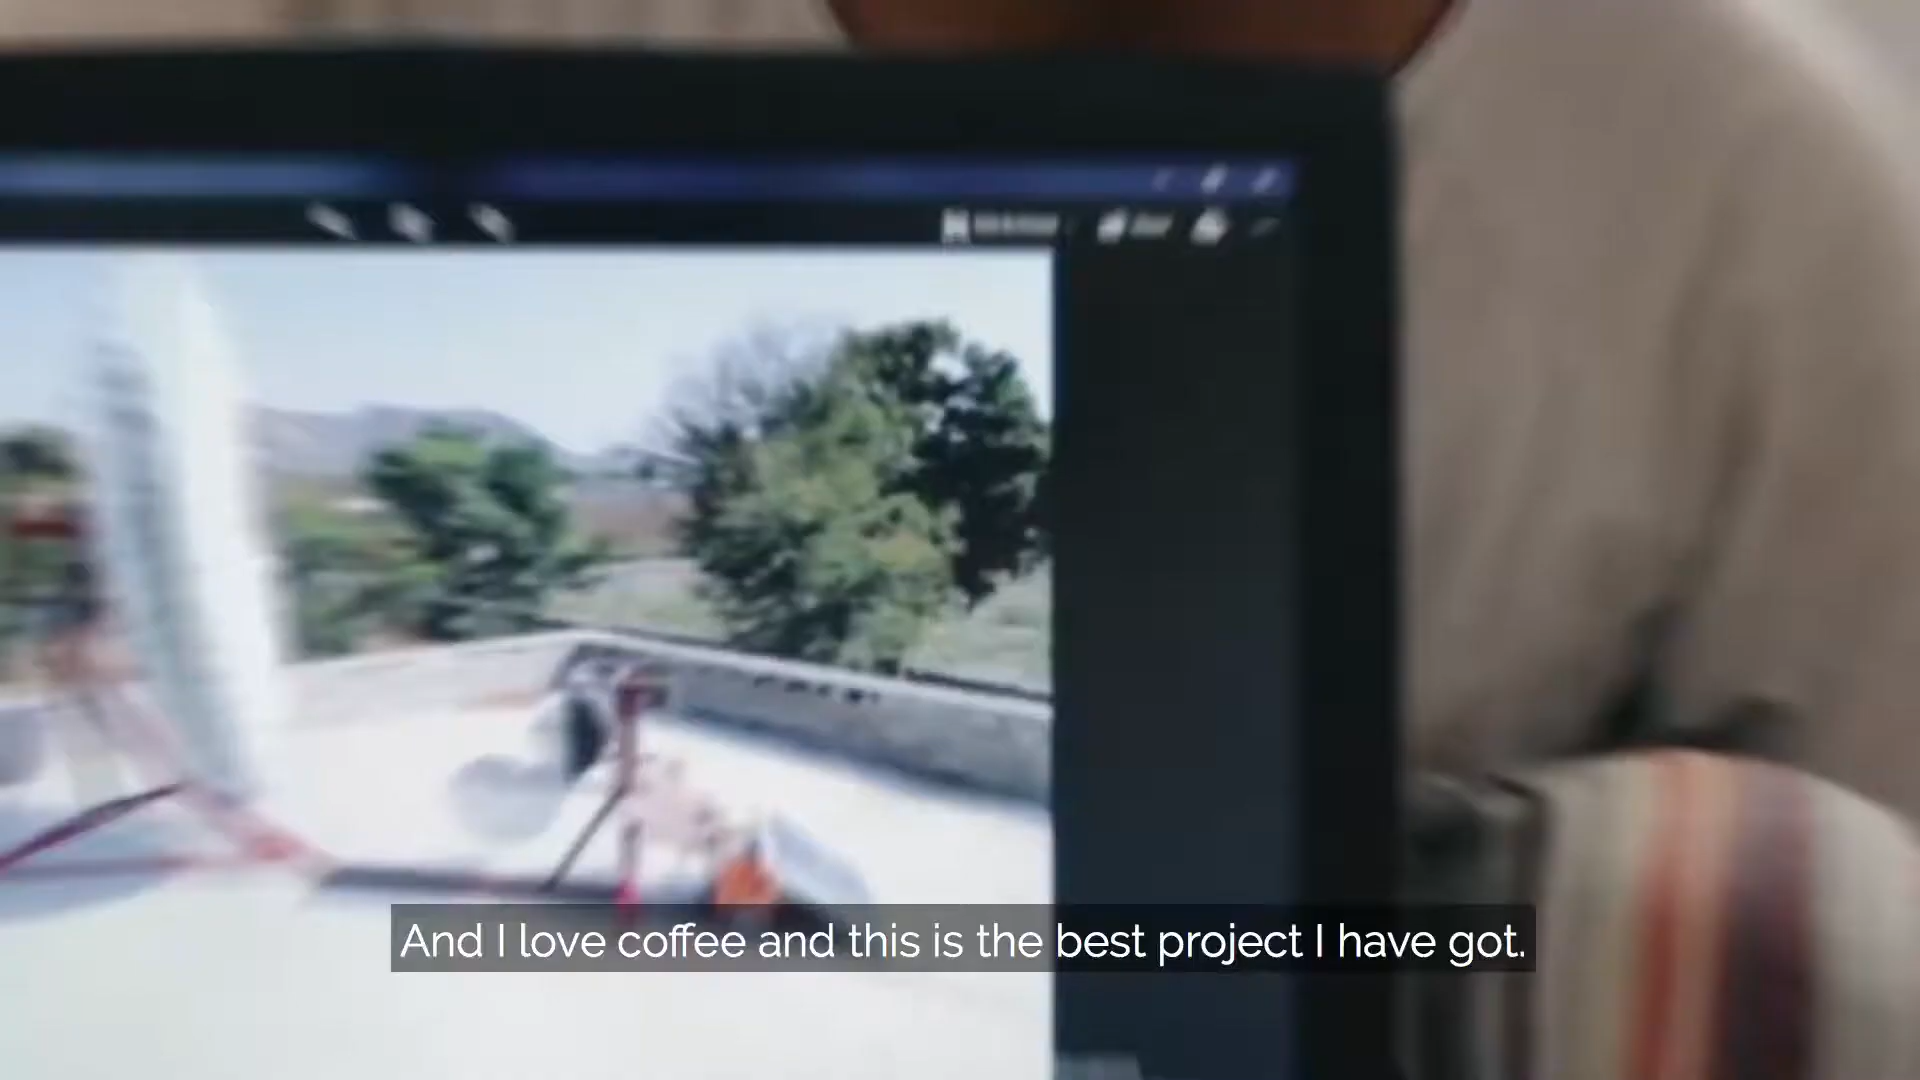 And I love coffee and this is the best project I have got.